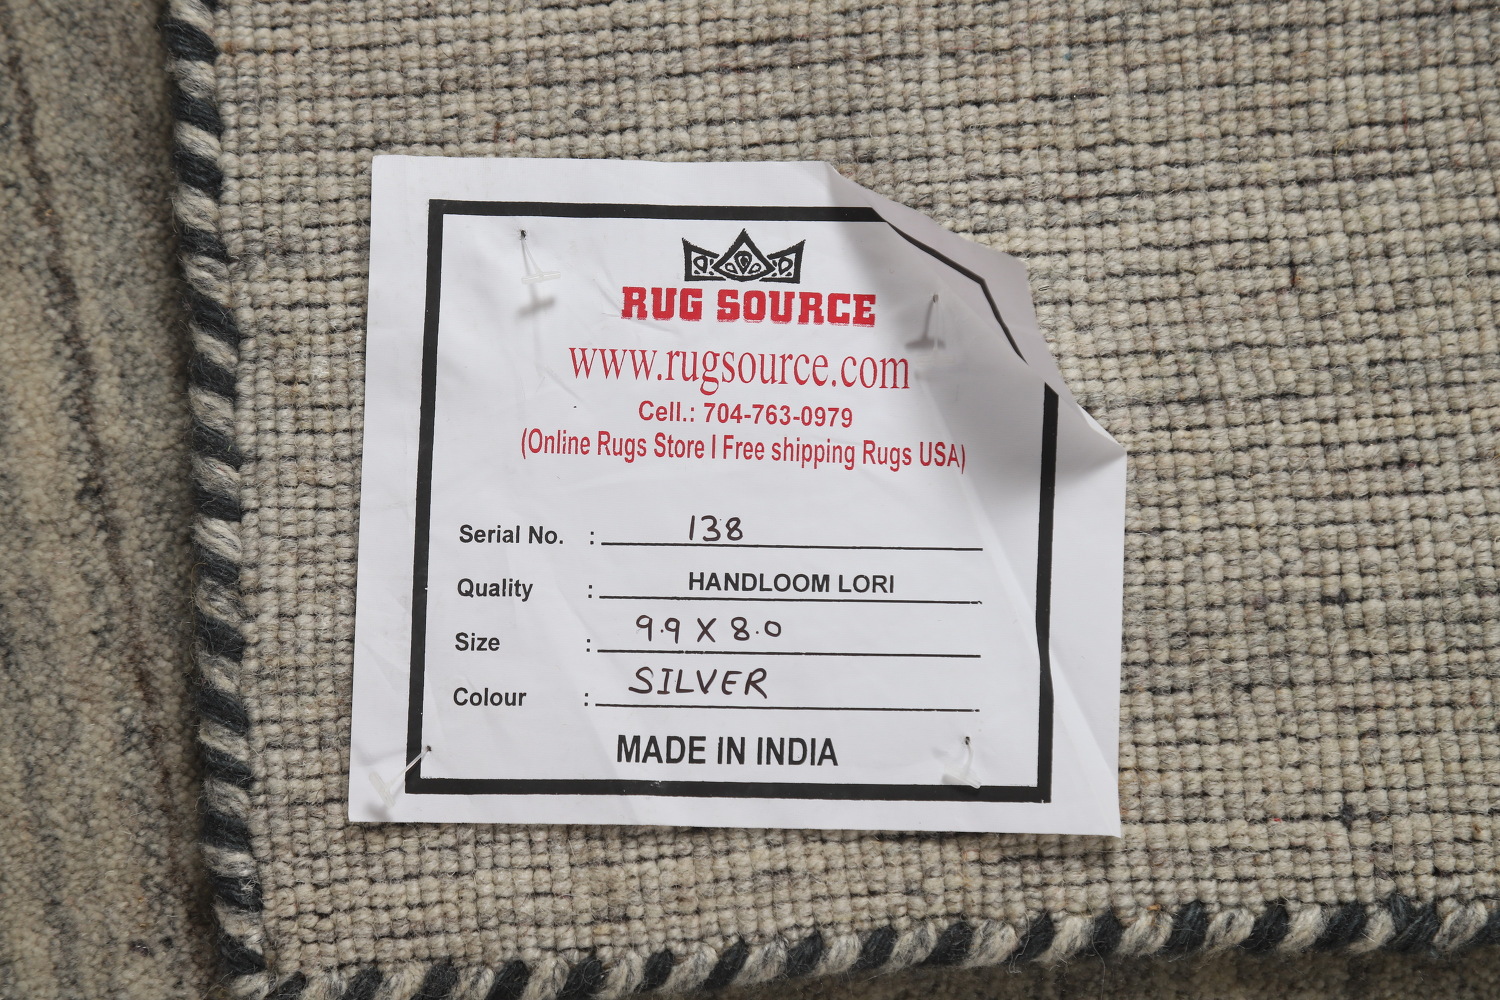 RUG SOURCE
www.rugsource.com
Cell.: 704-763-0979
(Online Rugs Store I Free shipping Rugs USA)
Serial No. : 138
Quality : HANDLOOM LORI
Size : 9.9 X 8.0
Colour : SILVER
MADE IN INDIA